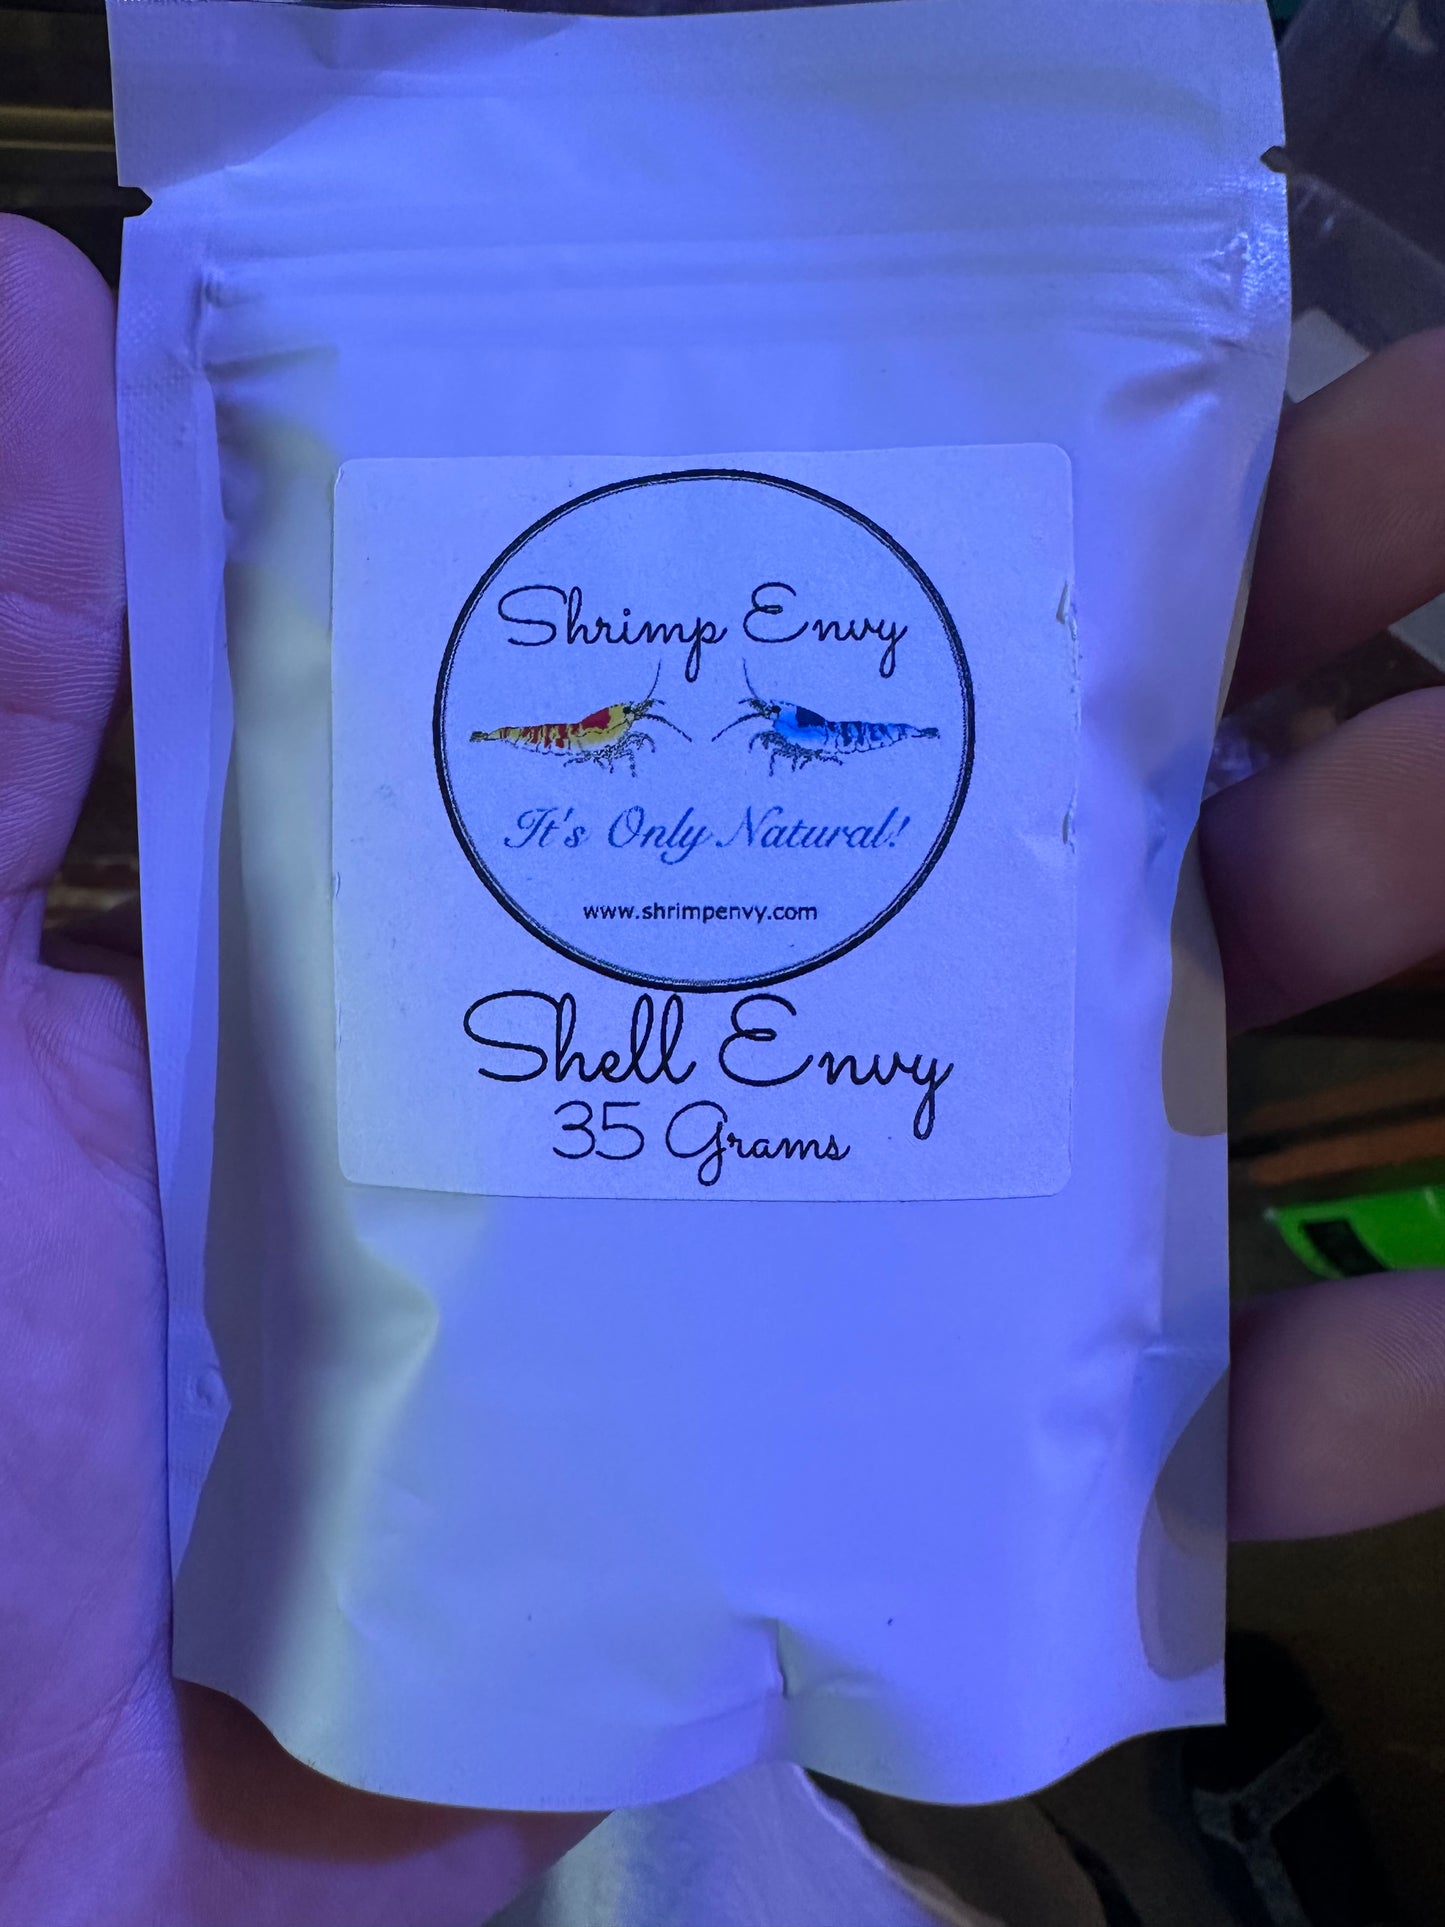 Shrimp Envy
It's Only Natural!
www.shrimpenvy.com
Shell Envy
35 Grams